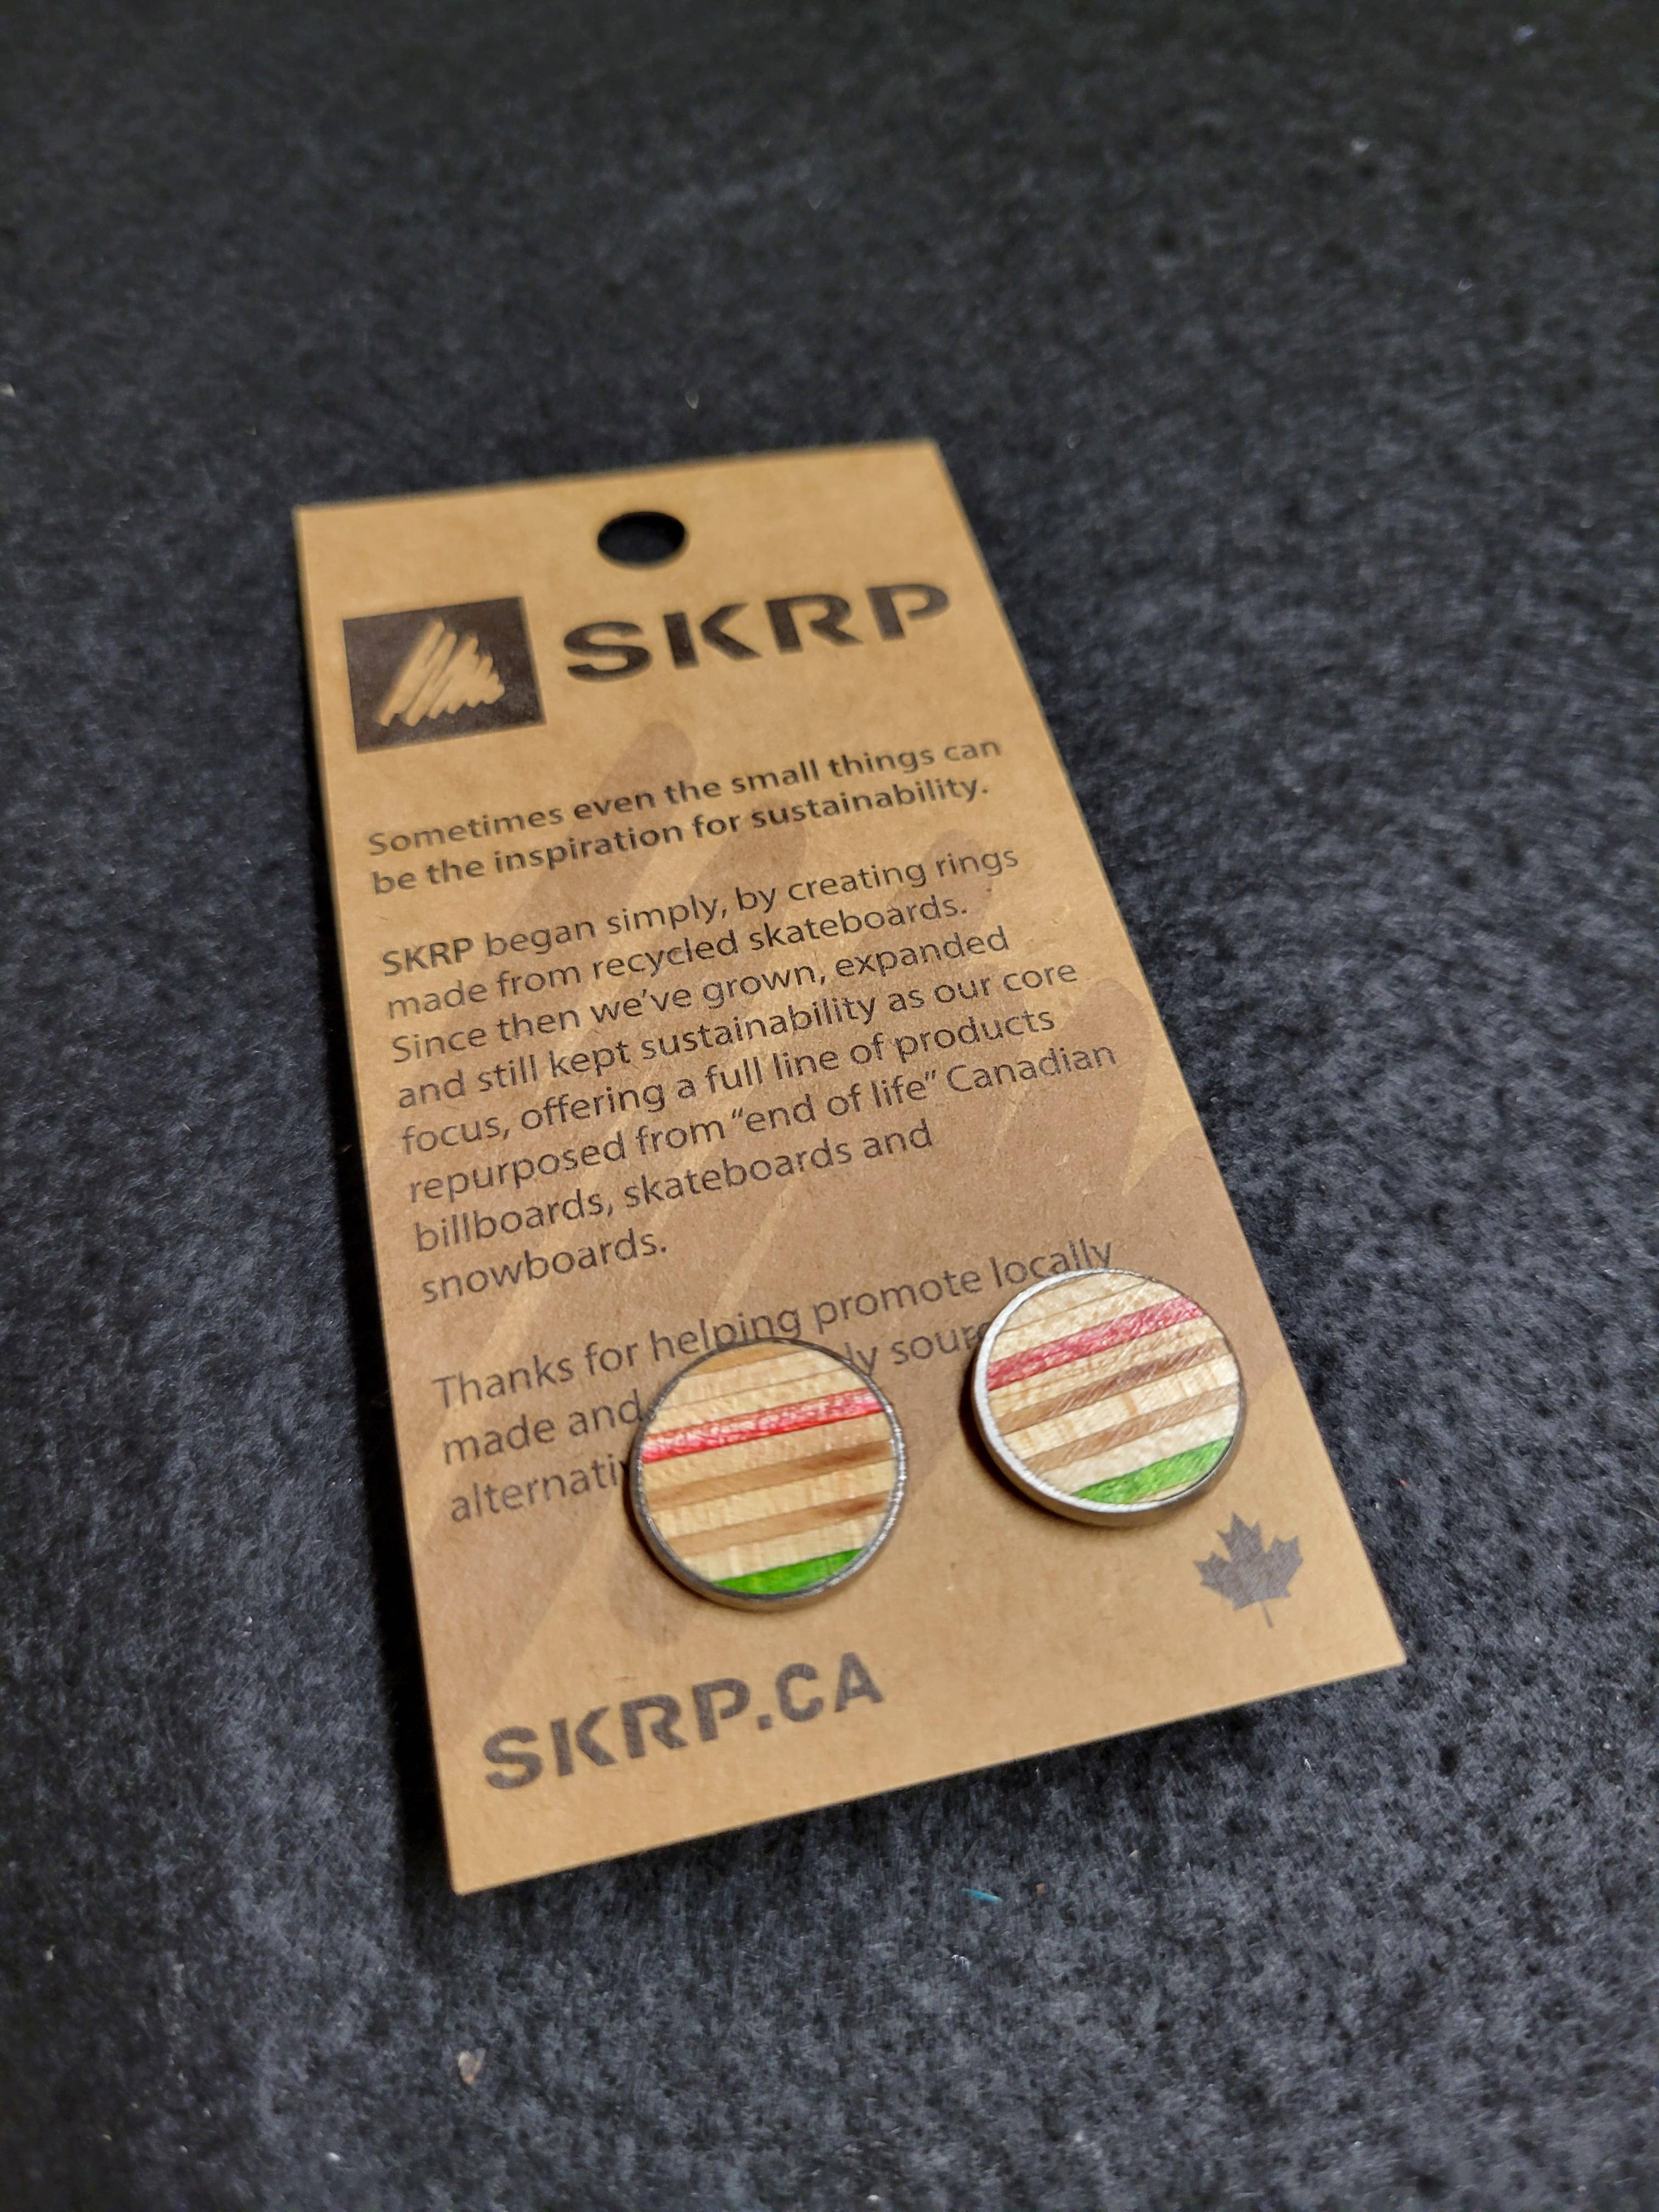 SKRP
Sometimes even the small things can
be the inspiration for sustainability.
SKRP began simply, by creating rings
made from recycled skateboards.
Since then we've grown, expanded
and still kept sustainability as our core
focus, offering a full line of products
repurposed from "end of life" Canadian
billboards, skateboards and
snowboards.
Thanks for helping promote locally
made and
SKRP.CA